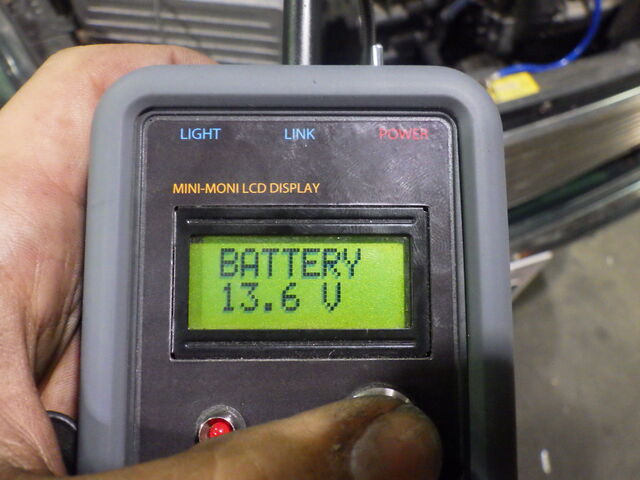 LIGHT LINK POWER
MINI-MONI LCD DISPLAY
BATTERY
13.6 V